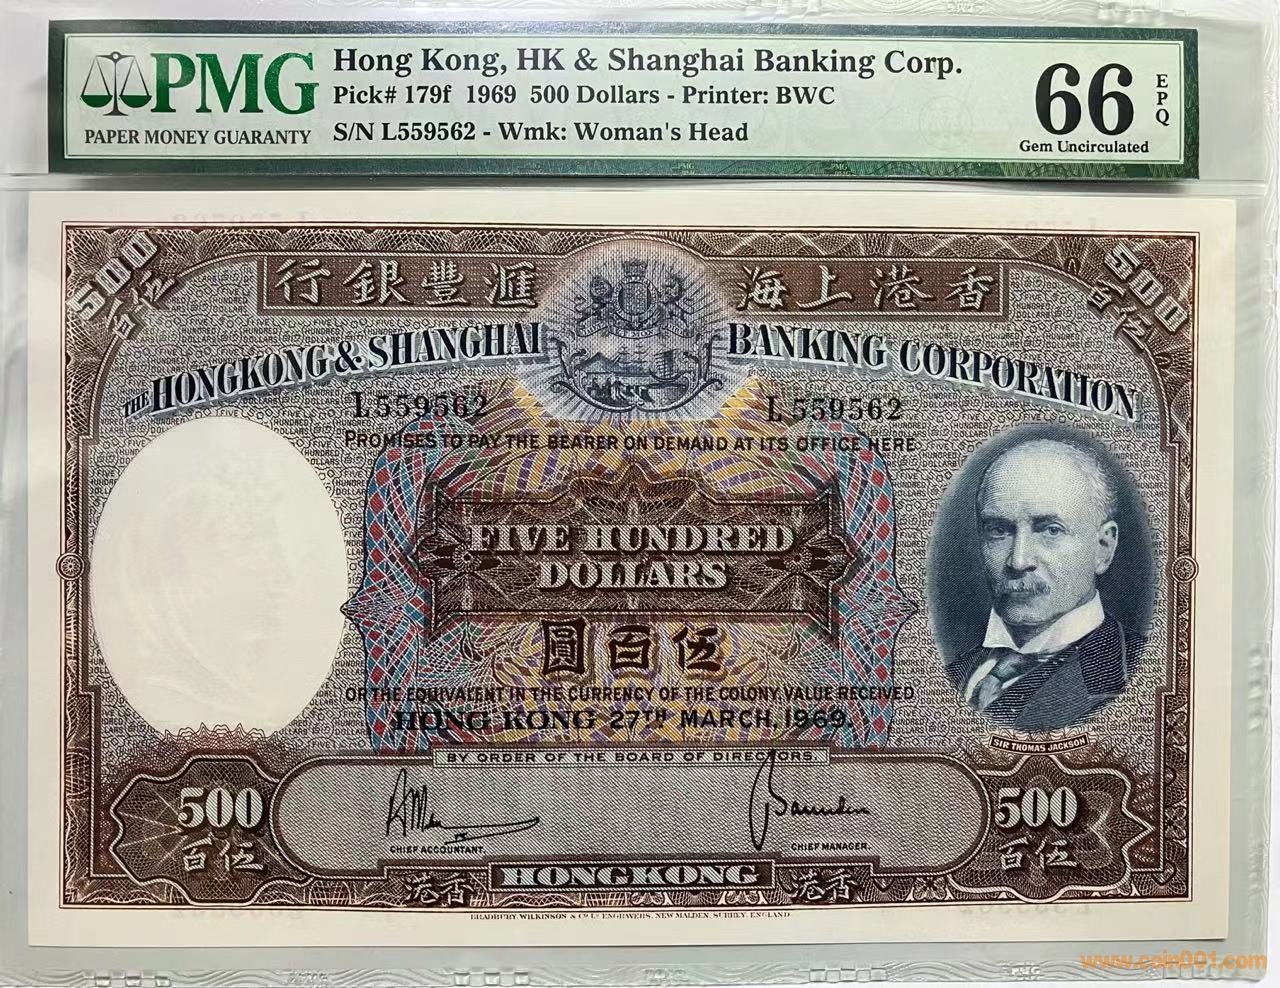 PMG
PAPER MONEY GUARANTY
Hong Kong, HK & Shanghai Banking Corp.
Pick# 179f 1969 500 Dollars - Printer: BWC
S/N L559562 - Wmk: Woman's Head
66 EPQ
Gem Uncirculated
500
百伍
行銀豐滙
海上港香
500
百伍
THE HONGKONG & SHANGHAI BANKING CORPORATION
L559562
L559562
PROMISES TO PAY THE BEARER ON DEMAND AT ITS OFFICE HERE
FIVE HUNDRED
DOLLARS
圓百伍
OR THE EQUIVALENT IN THE CURRENCY OF THE COLONY, VALUE RECEIVED
HONG KONG 27TH MARCH, 1969.
SIR THOMAS JACKSON
BY ORDER OF THE BOARD OF DIRECTORS.
500
百伍
CHIEF ACCOUNTANT.
CHIEF MANAGER
500
百伍
港香
HONGKONG
港香
BRADBURY, WILKINSON & Co. Ld. ENGRAVERS, NEW MALDEN, SURREY, ENGLAND
www.coin001.com